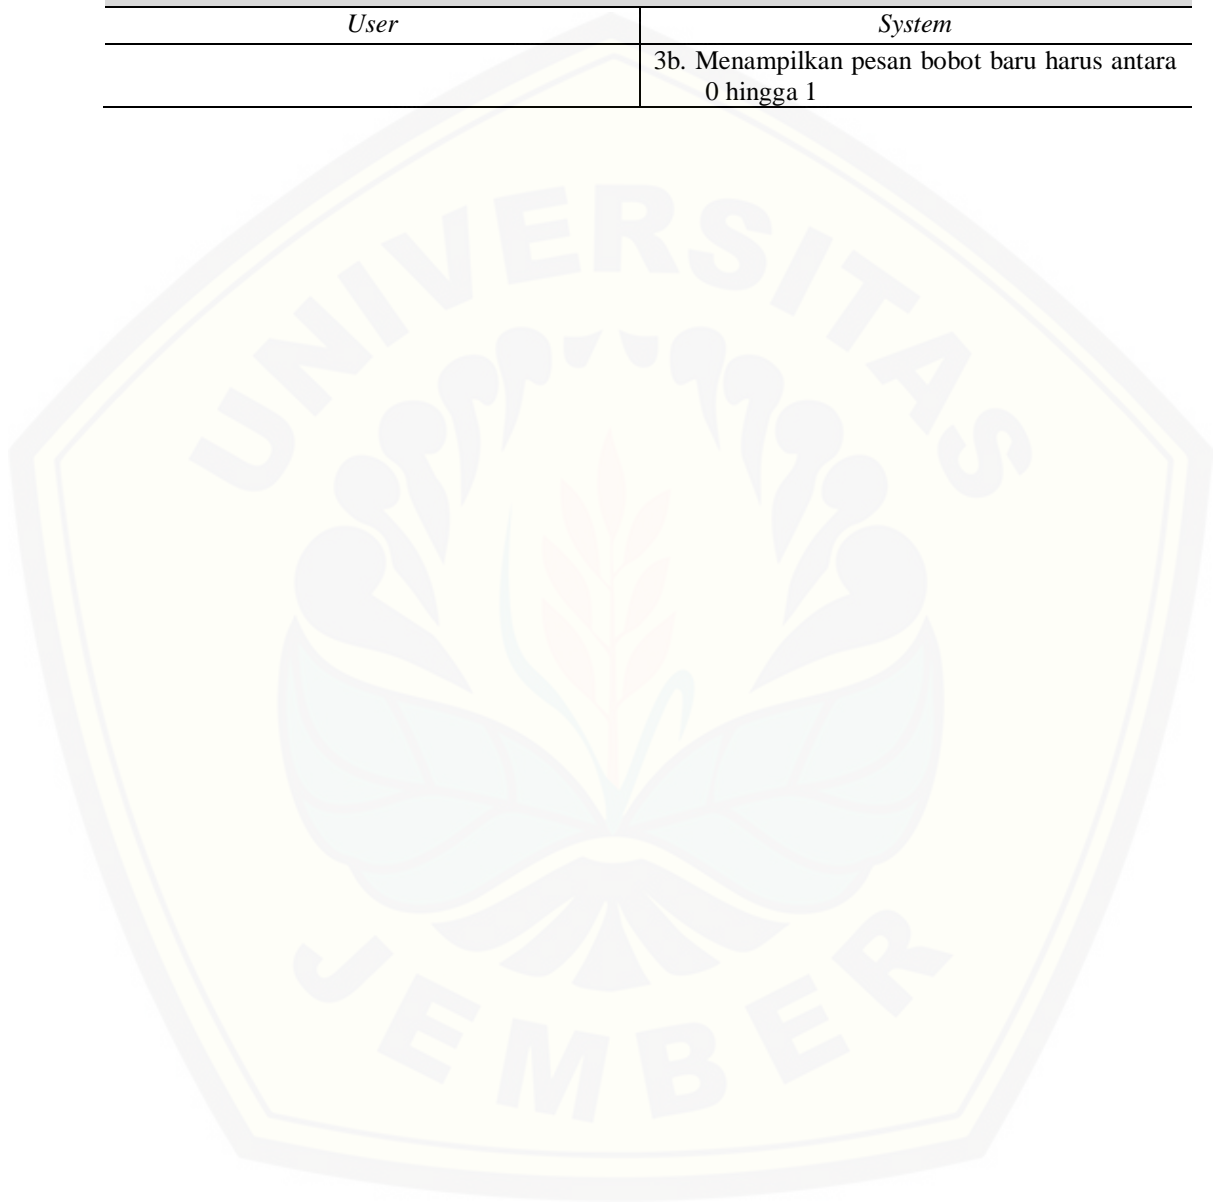 User System
3b. Menampilkan pesan bobot baru harus antara
0 hingga 1
UNIVERSITAS
JEMBER